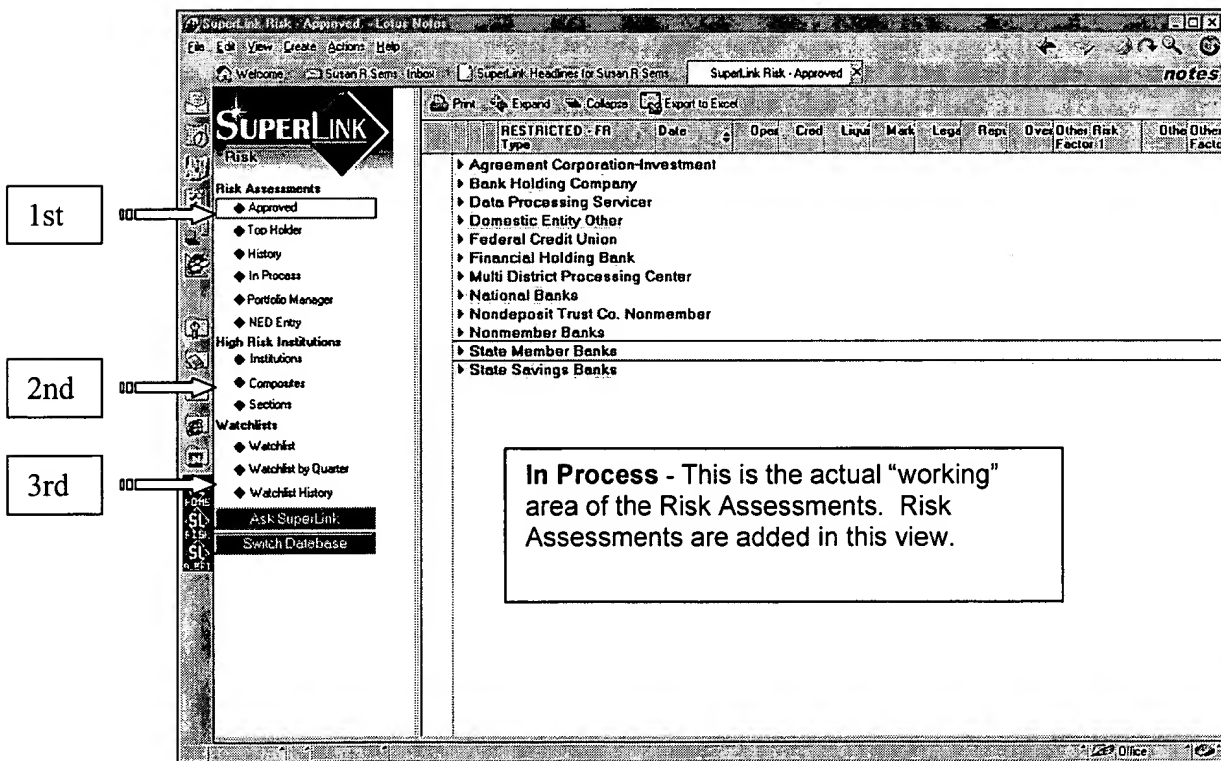 SuperLink Risk - Approved - Lotus Notes
File Edit View Create Actions Help
Welcome Susan R Sems - Inbox SuperLink Headlines for Susan R Sems SuperLink Risk - Approved
notes
Print Expand Collapse Export to Excel
SUPERLINK
Risk
RESTRICTED - FR
Type
Date Oper Cred Liqui Mark Lega Repu Over Other Risk
Factor 1
Othe Other
Facto
Risk Assessments
1st
Approved
Top Holder
History
In Process
Portfolio Manager
NED Entry
High Risk Institutions
Institutions
2nd
Composites
Sections
Watchlists
Watchlist
Watchlist by Quarter
3rd
Watchlist History
Ask SuperLink
Switch Database
Agreement Corporation-Investment
Bank Holding Company
Data Processing Servicer
Domestic Entity Other
Federal Credit Union
Financial Holding Bank
Multi District Processing Center
National Banks
Nondeposit Trust Co. Nonmember
Nonmember Banks
State Member Banks
State Savings Banks
In Process - This is the actual “working”
area of the Risk Assessments. Risk
Assessments are added in this view.
HOME
SL
SL
Office